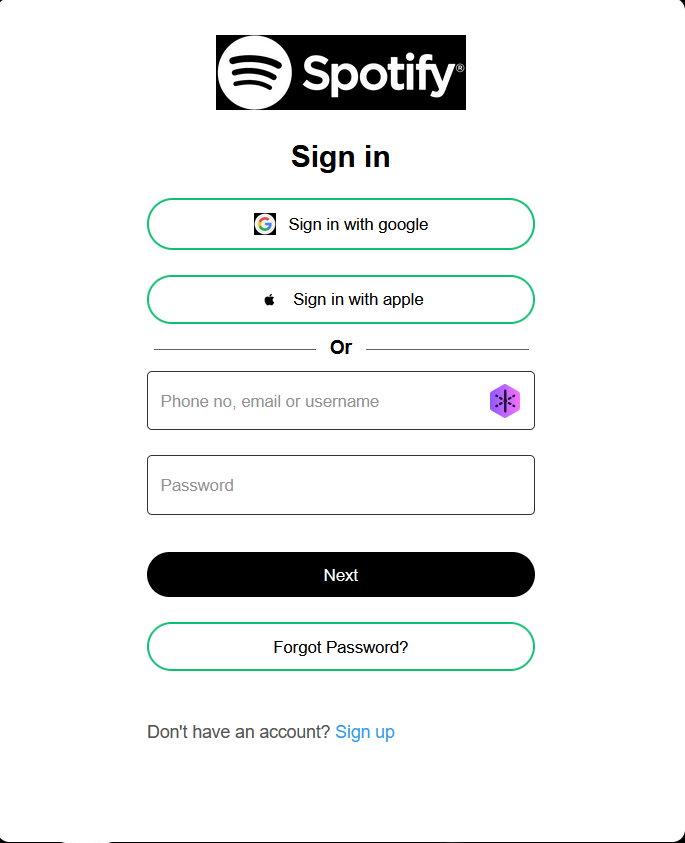 Spotify®
Sign in
Sign in with google
Sign in with apple
Or
Phone no, email or username
Password
Next
Forgot Password?
Don't have an account? Sign up